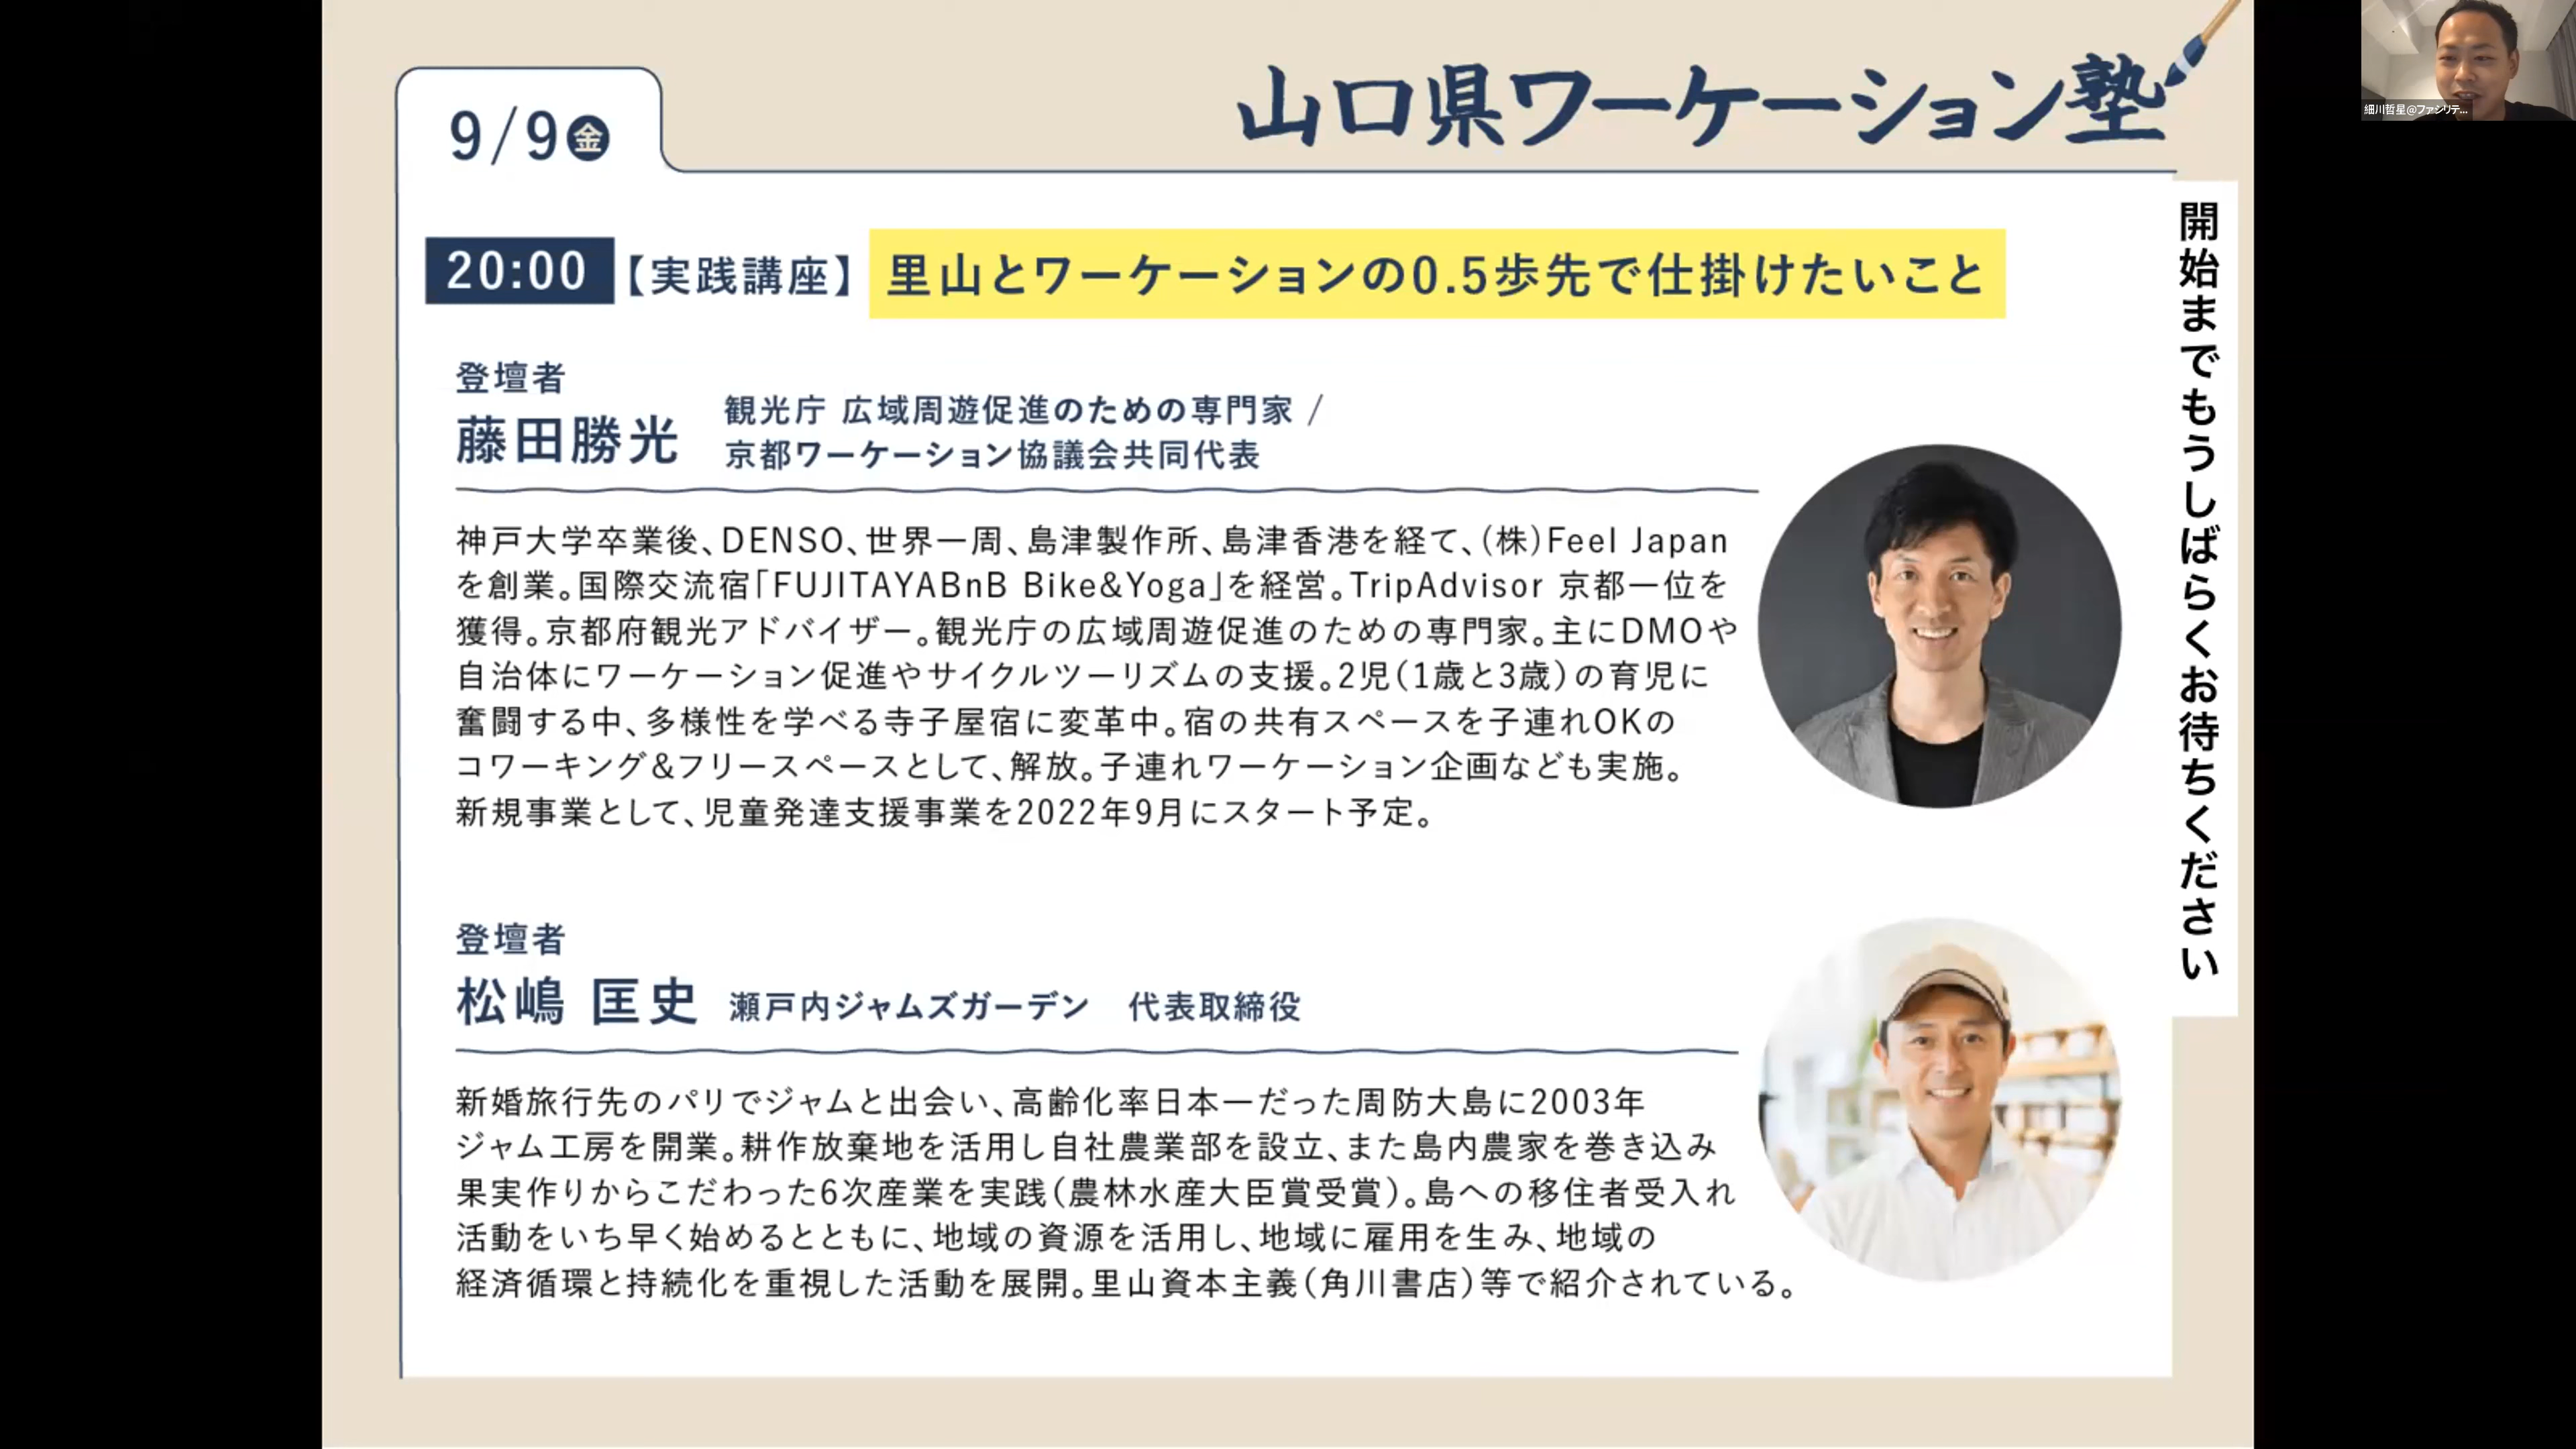 山口県ワーケーション塾
9/9金
20:00【実践講座】里山とワーケーションの0.5歩先で仕掛けたいこと
登壇者
藤田勝光
観光庁 広域周遊促進のための専門家 /
京都ワーケーション協議会共同代表
神戸大学卒業後、DENSO、世界一周、島津製作所、島津香港を経て、(株)Feel Japan
を創業。国際交流宿「FUJITAYABnB Bike&Yoga」を経営。TripAdvisor 京都一位を
獲得。京都府観光アドバイザー。観光庁の広域周遊促進のための専門家。主にDMOや
自治体にワーケーション促進やサイクルツーリズムの支援。2児(1歳と3歳)の育児に
奮闘する中、多様性を学べる寺子屋宿に変革中。宿の共有スペースを子連れOKの
コワーキング&フリースペースとして、解放。子連れワーケーション企画なども実施。
新規事業として、児童発達支援事業を2022年9月にスタート予定。
登壇者
松嶋 匡史 瀬戸内ジャムズガーデン 代表取締役
新婚旅行先のパリでジャムと出会い、高齢化率日本一だった周防大島に2003年
ジャム工房を開業。耕作放棄地を活用し自社農業部を設立、また島内農家を巻き込み
果実作りからこだわった6次産業を実践(農林水産大臣賞受賞)。島への移住者受入れ
活動をいち早く始めるとともに、地域の資源を活用し、地域に雇用を生み、地域の
経済循環と持続化を重視した活動を展開。里山資本主義(角川書店)等で紹介されている。
開始までもうしばらくお待ちください
細川哲星@ファシリテ...